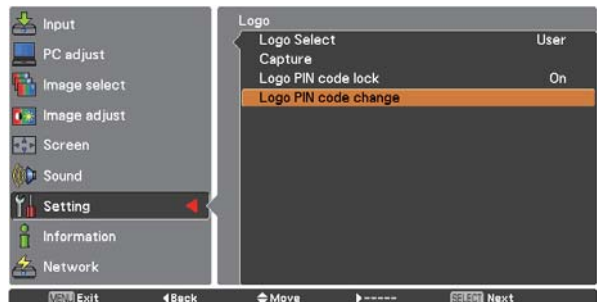 Input
PC adjust
Image select
Image adjust
Screen
Sound
Setting
Information
Network
Logo
Logo Select User
Capture
Logo PIN code lock On
Logo PIN code change
MENU Exit ◀Back ◆Move ▶----- SELECT Next